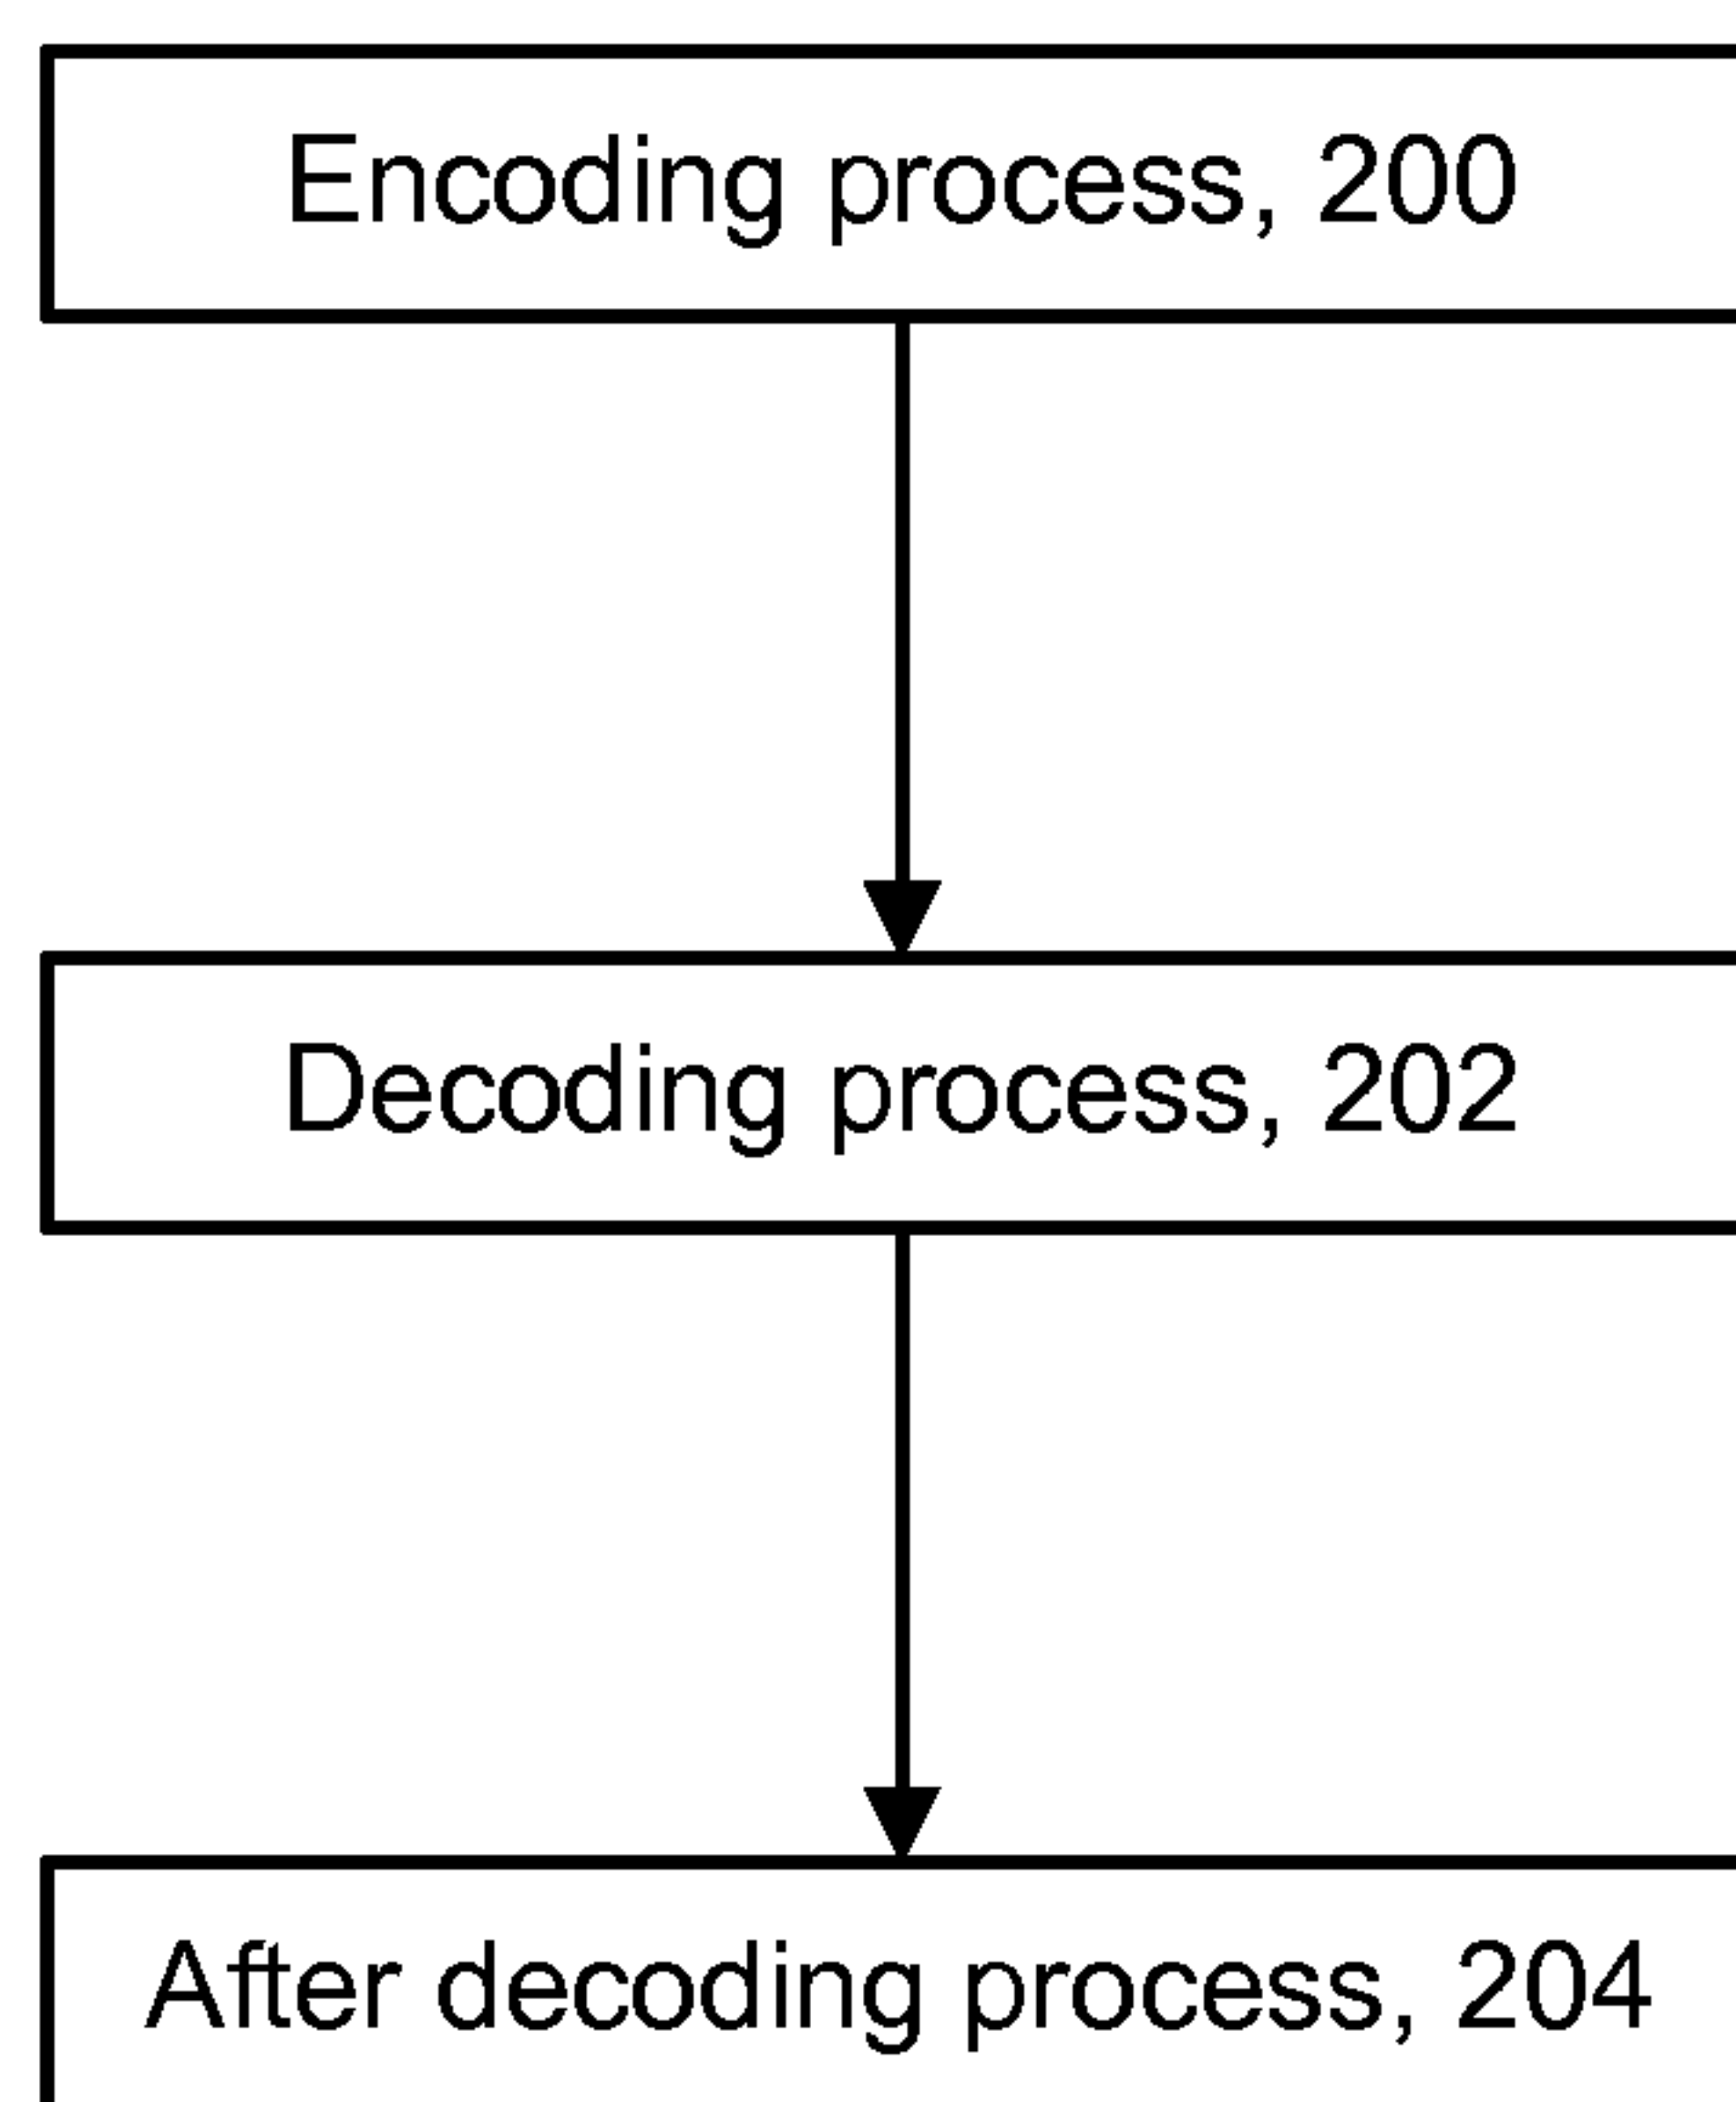 Encoding process, 200
Decoding process, 202
After decoding process, 204